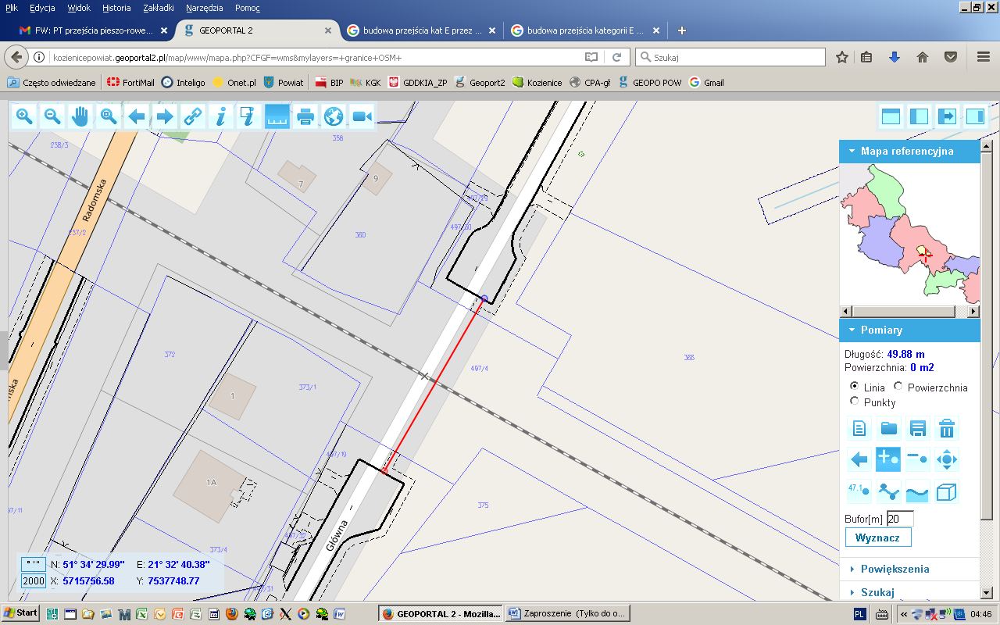 Plik Edycja Widok Historia Zakładki Narzędzia Pomoc
FW: PT przejścia pieszo-rowe...
GEOPORTAL 2
budowa przejścia kat E przez ...
budowa przejścia kategorii E ...
kozienicepowiat.geoportal2.pl/map/www/mapa.php?CFGF=wms&mylayers=+granice+OSM+
Szukaj
Często odwiedzane FortiMail Inteligo Onet.pl Powiat BIP KGK GDDKIA_ZP Geoport2 Kozienice CPA-gł GEOPO POW Gmail
238/3
358
Radomska
7
9
497/30
360
237/2
372
373/1
497/4
368
1
497/19
1A
375
Główna
373/4
Mapa referencyjna
Pomiary
Długość: 49.88 m
Powierzchnia: 0 m2
Linia Powierzchnia
Punkty
47.1
Bufor[m] 20
Wyznacz
Powiększenia
Szukaj
° ' " N: 51° 34' 29.99" E: 21° 32' 40.38"
2000 X: 5715756.58 Y: 7537748.77
Start
GEOPORTAL 2 - Mozilla...
Zaproszenie (Tylko do o...
PL
04:46